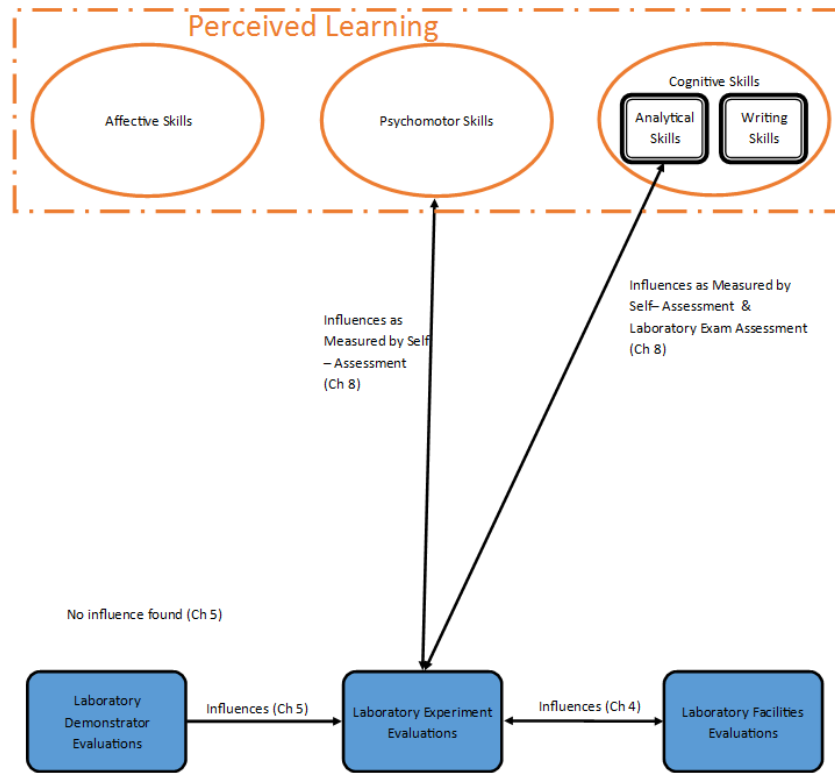 Perceived Learning
Affective Skills
Psychomotor Skills
Cognitive Skills
Analytical
Skills
Writing
Skills
Influences as
Measured by Self
– Assessment
(Ch 8)
Influences as Measured by
Self– Assessment  &
Laboratory Exam Assessment
(Ch 8)
No influence found (Ch 5)
Laboratory
Demonstrator
Evaluations
Influences (Ch 5)
Laboratory Experiment
Evaluations
Influences (Ch 4)
Laboratory Facilities
Evaluations